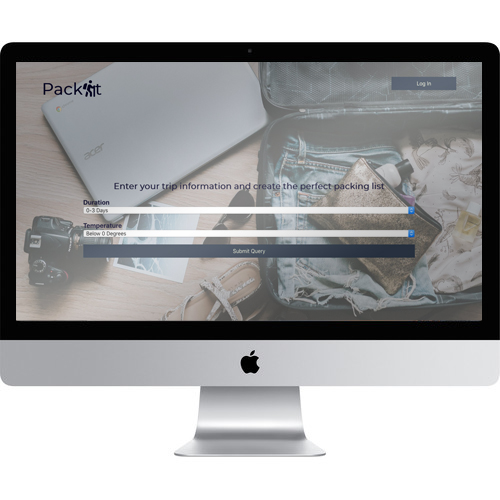 Packit
Log In
acer
Enter your trip information and create the perfect packing list
Duration
0-3 Days
Temperature
Below 0 Degrees
Submit Query